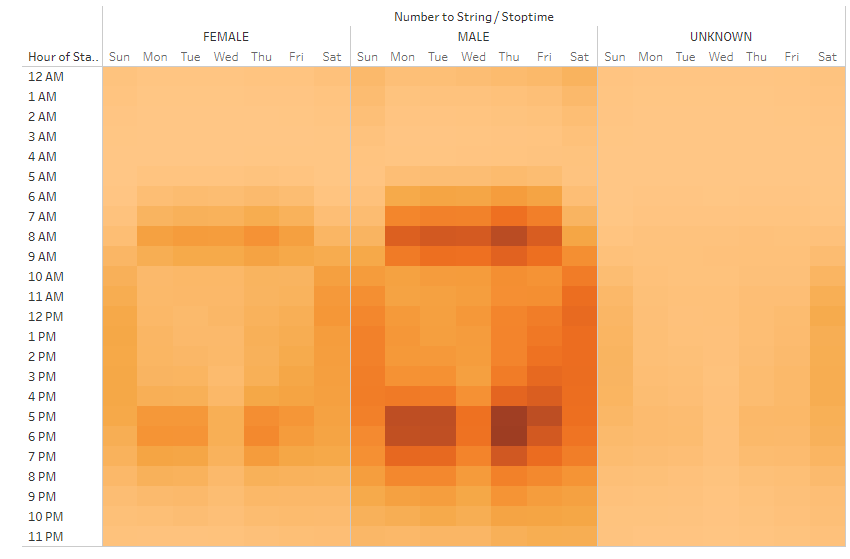 Number to String / Stoptime
FEMALE MALE UNKNOWN
Hour of Sta.. Sun Mon Tue Wed Thu Fri Sat Sun Mon Tue Wed Thu Fri Sat Sun Mon Tue Wed Thu Fri Sat
12 AM
1 AM
2 AM
3 AM
4 AM
5 AM
6 AM
7 AM
8 AM
9 AM
10 AM
11 AM
12 PM
1 PM
2 PM
3 PM
4 PM
5 PM
6 PM
7 PM
8 PM
9 PM
10 PM
11 PM